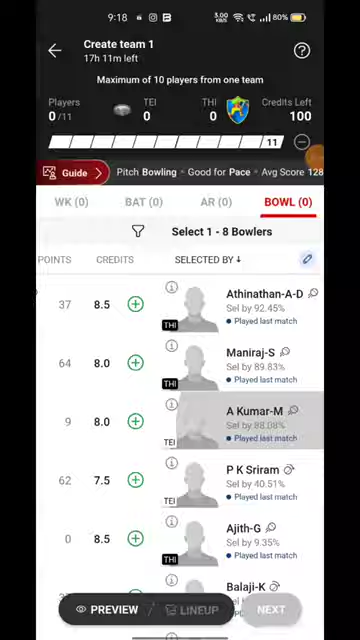 9:18
3.00
KB/S
80%
Create team 1
17h 11m left
Maximum of 10 players from one team
Players
0 /11
TEI
0
THI
0
Credits Left
100
11
Guide
Pitch Bowling • Good for Pace • Avg Score 128
WK (0)
BAT (0)
AR (0)
BOWL (0)
Select 1 - 8 Bowlers
POINTS
CREDITS
SELECTED BY
37
8.5
THI
Athinathan-A-D
Sel by 92.45%
Played last match
64
8.0
THI
Maniraj-S
Sel by 89.83%
Played last match
9
8.0
TEI
A Kumar-M
Sel by 88.08%
Played last match
62
7.5
TEI
P K Sriram
Sel by 40.51%
Played last match
0
8.5
THI
Ajith-G
Sel by 9.35%
Played last match
Balaji-K
PREVIEW
LINEUP
NEXT